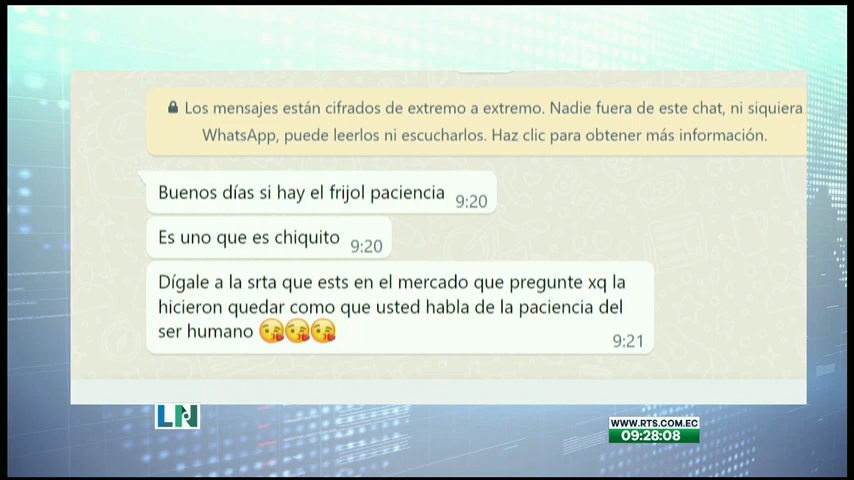 Los mensajes están cifrados de extremo a extremo. Nadie fuera de este chat, ni siquiera
WhatsApp, puede leerlos ni escucharlos. Haz clic para obtener más información.
Buenos días si hay el frijol paciencia 9:20
Es uno que es chiquito 9:20
Dígale a la srta que ests en el mercado que pregunte xq la
hicieron quedar como que usted habla de la paciencia del
ser humano 😘😘😘
9:21
LN
WWW.RTS.COM.EC
09:28:08